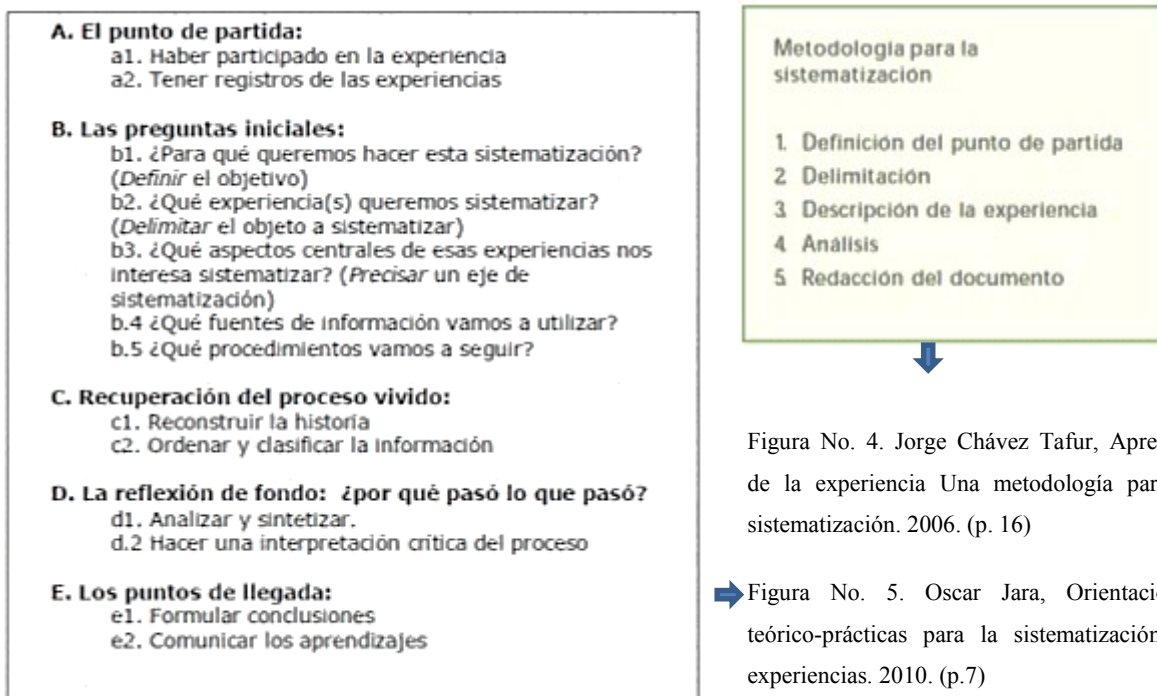 A. El punto de partida:
a1. Haber participado en la experiencia
a2. Tener registros de las experiencias
B. Las preguntas iniciales:
b1. ¿Para qué queremos hacer esta sistematización?
(Definir el objetivo)
b2. ¿Qué experiencia(s) queremos sistematizar?
(Delimitar el objeto a sistematizar)
b3. ¿Qué aspectos centrales de esas experiencias nos
interesa sistematizar? (Precisar un eje de
sistematización)
b.4 ¿Qué fuentes de información vamos a utilizar?
b.5 ¿Qué procedimientos vamos a seguir?
C. Recuperación del proceso vivido:
c1. Reconstruir la historia
c2. Ordenar y clasificar la información
D. La reflexión de fondo: ¿por qué pasó lo que pasó?
d1. Analizar y sintetizar.
d.2 Hacer una interpretación crítica del proceso
E. Los puntos de llegada:
e1. Formular conclusiones
e2. Comunicar los aprendizajes
Metodología para la
sistematización
1. Definición del punto de partida
2. Delimitación
3. Descripción de la experiencia
4. Análisis
5. Redacción del documento
Figura No. 4. Jorge Chávez Tafur, Apre
de la experiencia Una metodología par
sistematización. 2006. (p. 16)
Figura No. 5. Oscar Jara, Orientaci
teórico-prácticas para la sistematización
experiencias. 2010. (p.7)